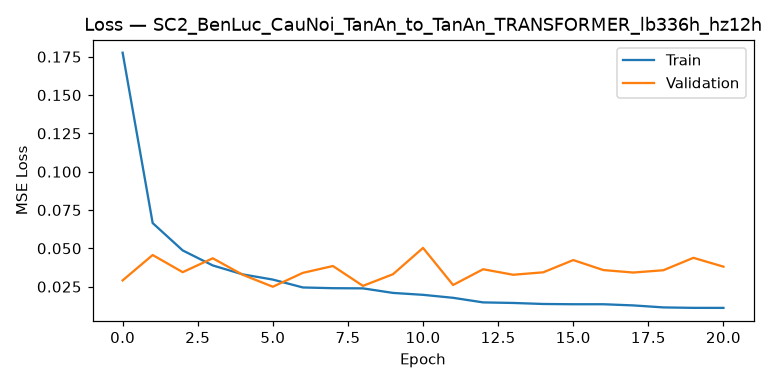 Loss — SC2_BenLuc_CauNoi_TanAn_to_TanAn_TRANSFORMER_lb336h_hz12h
Train
Validation
0.175
0.150
0.125
0.100
0.075
0.050
0.025
MSE Loss
0.0 2.5 5.0 7.5 10.0 12.5 15.0 17.5 20.0
Epoch